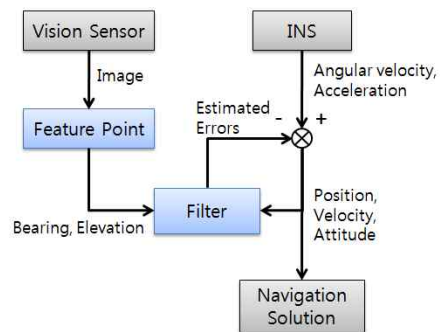 Vision Sensor
INS
Image
Angular velocity,
Acceleration
Feature Point
Estimated
Errors
-
+
Bearing, Elevation
Filter
Position,
Velocity,
Attitude
Navigation
Solution